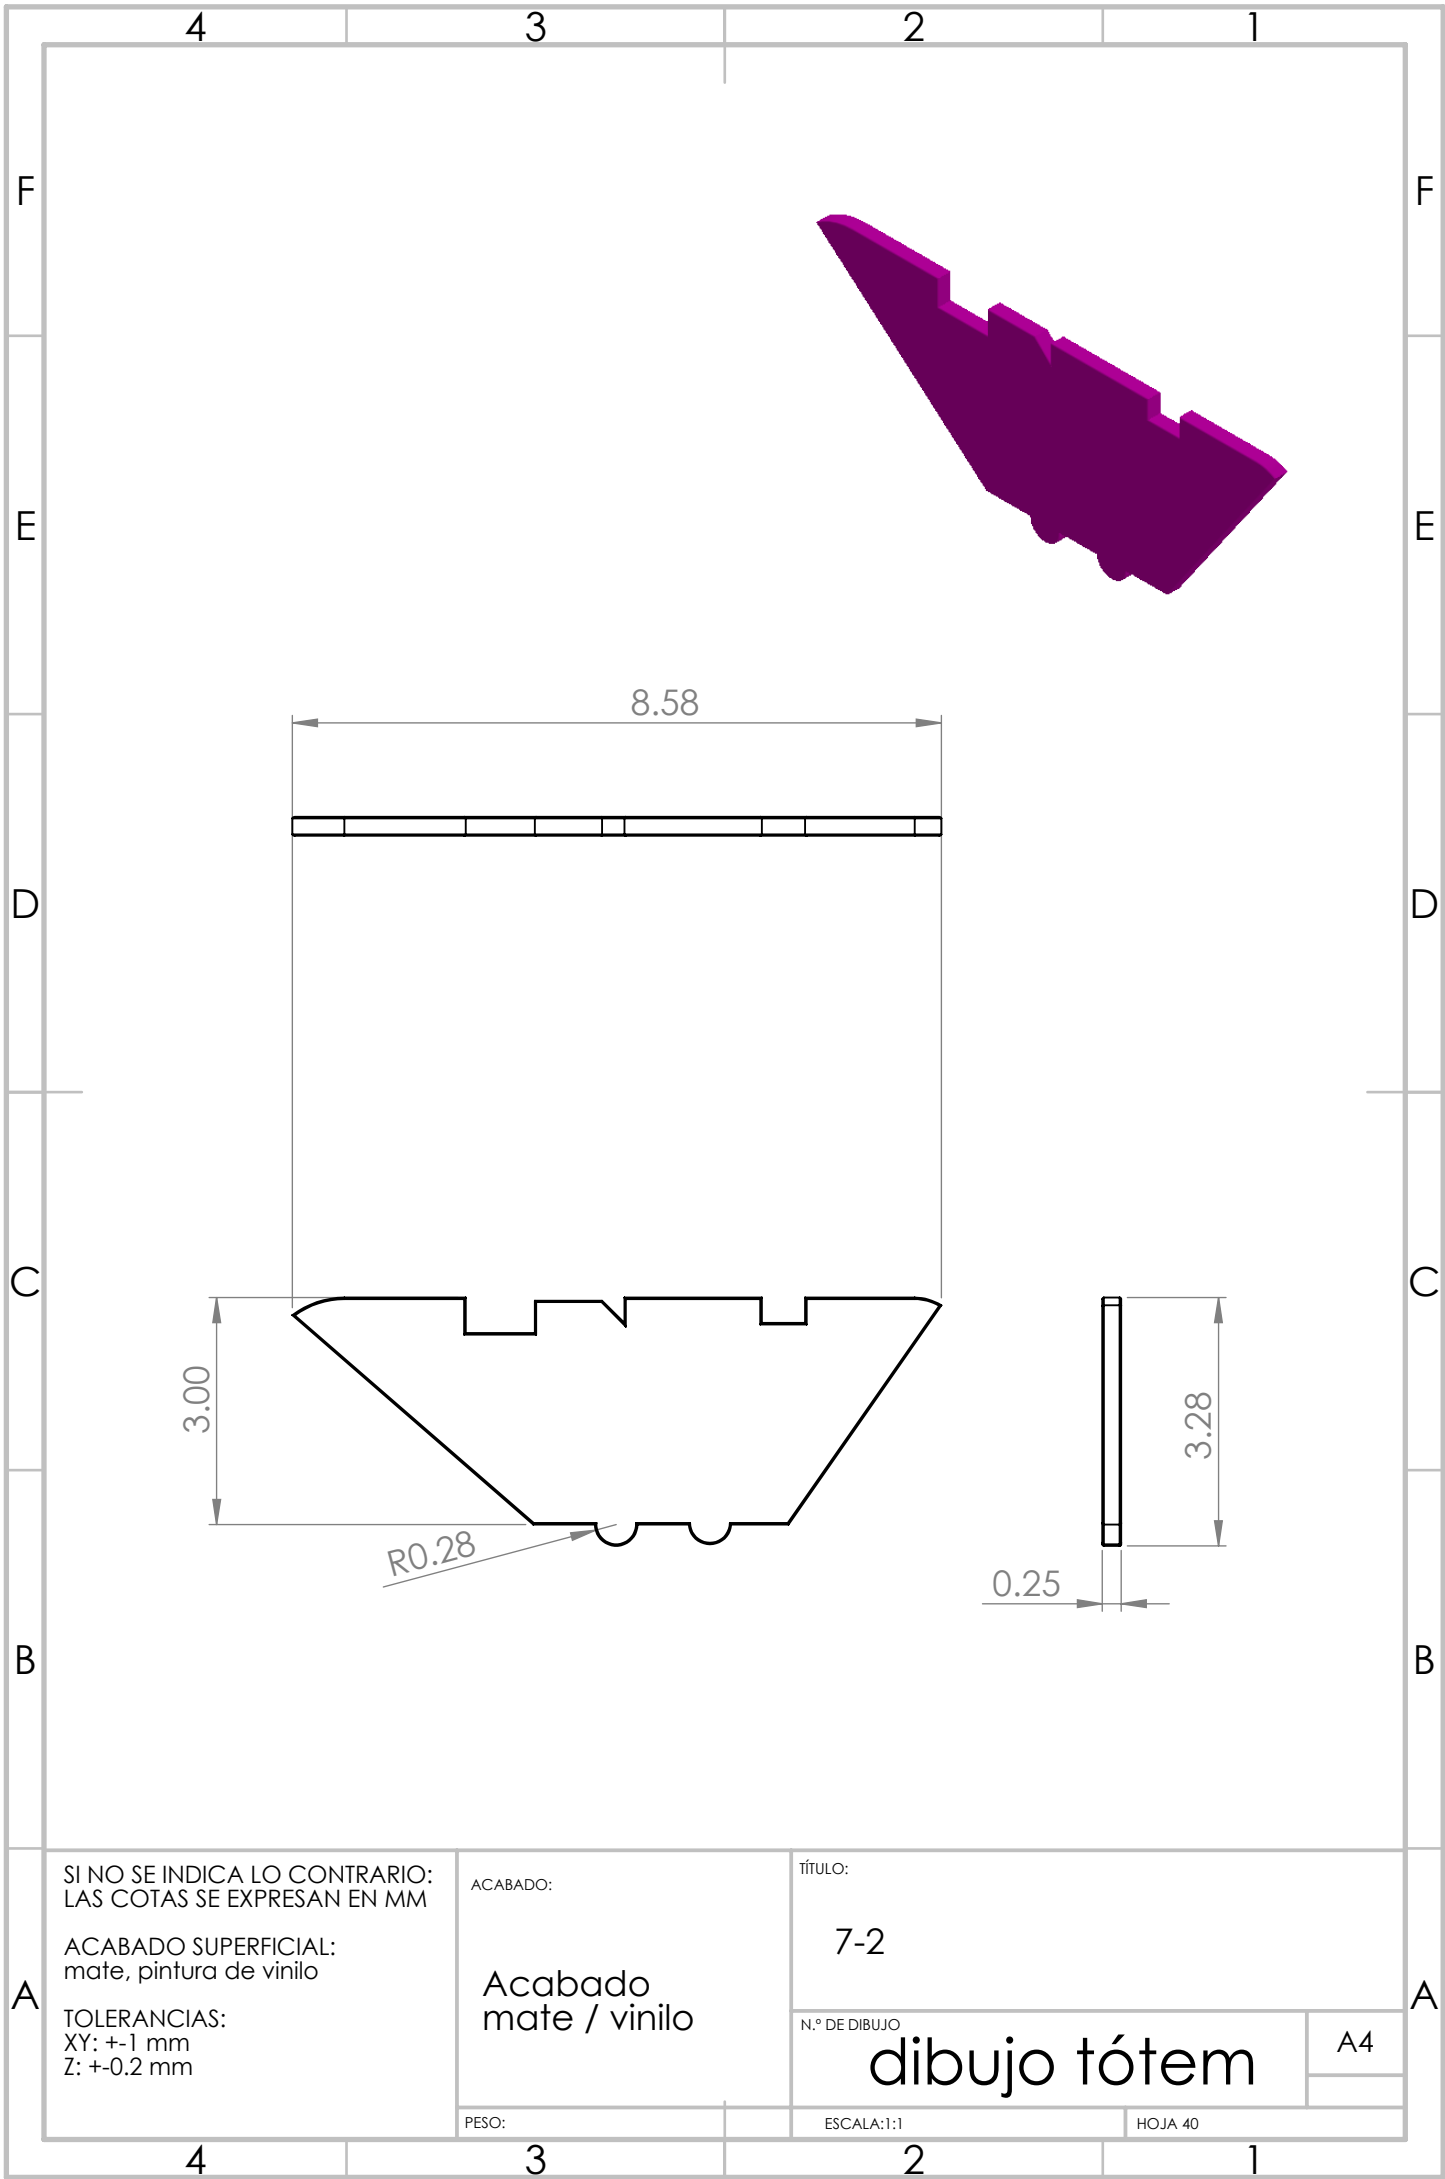 4 3 2 1
F F
E E
8.58
D D
C C
3.00
3.28
R0.28
0.25
B B
SI NO SE INDICA LO CONTRARIO:
LAS COTAS SE EXPRESAN EN MM
ACABADO SUPERFICIAL:
mate, pintura de vinilo
TOLERANCIAS:
XY: +-1 mm
Z: +-0.2 mm
ACABADO:
Acabado
mate / vinilo
PESO:
TÍTULO:
7-2
N.º DE DIBUJO
dibujo tótem
A4
ESCALA:1:1
HOJA 40
A A
4 3 2 1